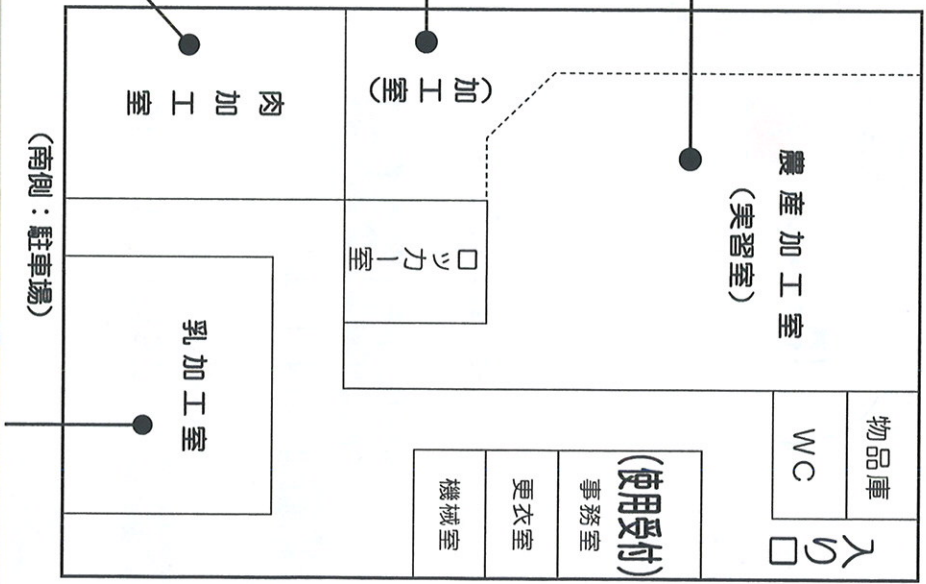 肉加工室
(加工室)
農産加工室
(実習室)
ロッカー室
(南側:駐車場)
乳加工室
物品庫
WC
(使用受付)
事務室
更衣室
機械室
入り口